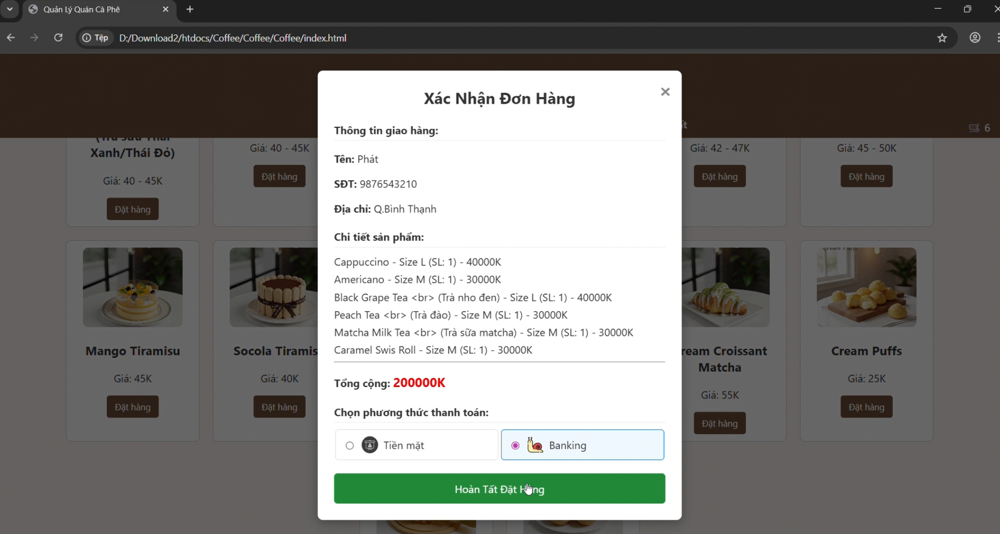 Quản Lý Quán Cà Phê
Tệp D:/Download2/htdocs/Coffee/Coffee/Coffee/index.html
6
Xanh/Thái Đỏ)
Giá: 40 - 45K
Đặt hàng
Giá: 40 - 45K
Đặt hàng
Giá: 42 - 47K
Đặt hàng
Giá: 45 - 50K
Đặt hàng
Xác Nhận Đơn Hàng
Thông tin giao hàng:
Tên: Phát
SĐT: 9876543210
Địa chỉ: Q.Bình Thạnh
Chi tiết sản phẩm:
Cappuccino - Size L (SL: 1) - 40000K
Americano - Size M (SL: 1) - 30000K
Black Grape Tea <br> (Trà nho đen) - Size L (SL: 1) - 40000K
Peach Tea <br> (Trà đào) - Size M (SL: 1) - 30000K
Matcha Milk Tea <br> (Trà sữa matcha) - Size M (SL: 1) - 30000K
Caramel Swis Roll - Size M (SL: 1) - 30000K
Tổng cộng: 200000K
Chọn phương thức thanh toán:
Tiền mặt
Banking
Hoàn Tất Đặt Hàng
Mango Tiramisu
Giá: 45K
Đặt hàng
Socola Tiramis
Giá: 40K
Đặt hàng
ream Croissant
Matcha
Giá: 55K
Đặt hàng
Cream Puffs
Giá: 25K
Đặt hàng